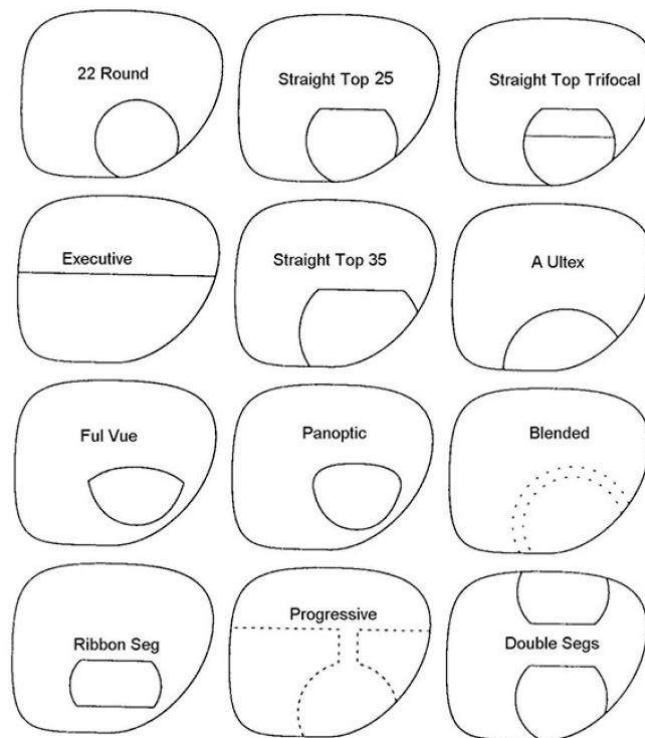 22 Round
Straight Top 25
Straight Top Trifocal
Executive
Straight Top 35
A Ultex
Ful Vue
Panoptic
Blended
Ribbon Seg
Progressive
Double Segs